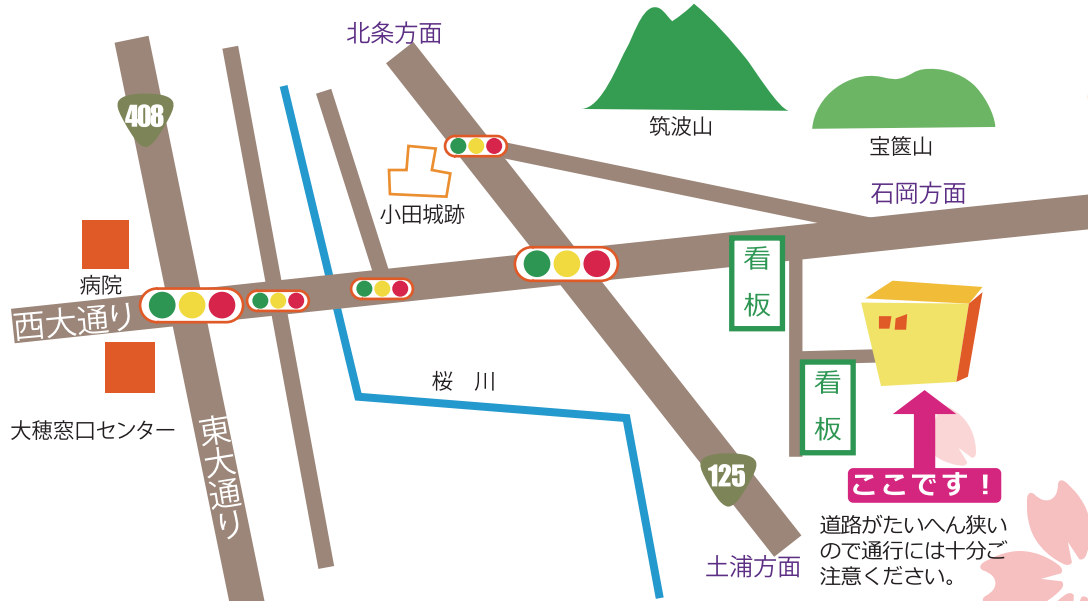 北条方面
408
筑波山
宝篋山
石岡方面
小田城跡
病院
西大通り
看板
桜 川
看板
大穂窓口センター
東大通り
125
ここです！
土浦方面
道路がたいへん狭い
ので通行には十分ご
注意ください。